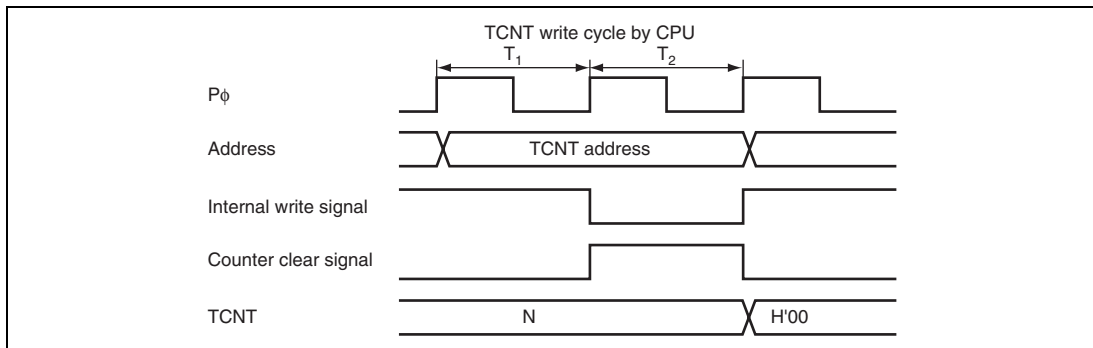 TCNT write cycle by CPU
T1 T2
Pϕ
Address TCNT address
Internal write signal
Counter clear signal
TCNT N H'00